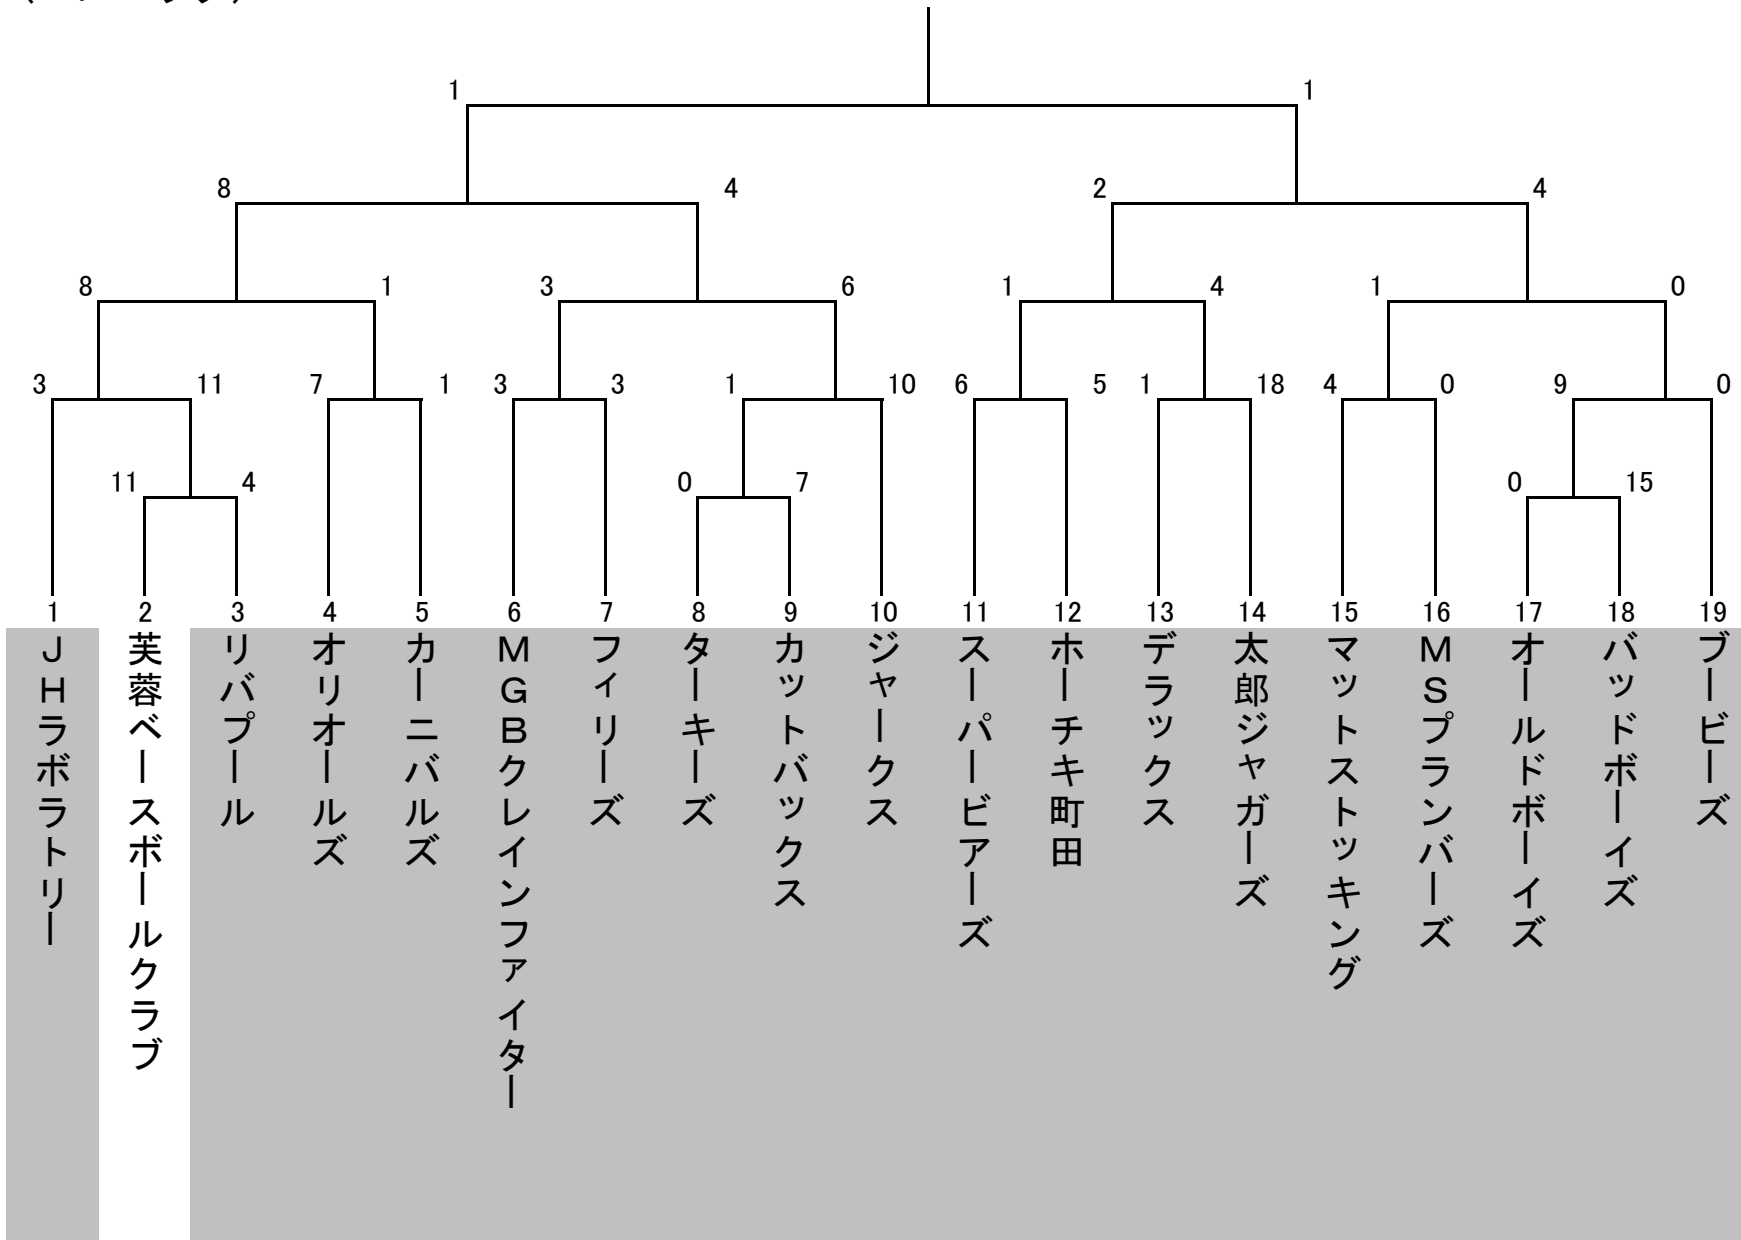 1 1
8 4 2 4
8 1 3 6 1 4 1 0
3 11 7 1 3 3 1 10 6 5 1 18 4 0 9 0
11 4 0 7 0 15
1 2 3 4 5 6 7 8 9 10 11 12 13 14 15 16 17 18 19
JHラボラトリー
芙蓉ベースボールクラブ
リバプール
オリオールズ
カーニバルズ
MGBクレインファイター
フィリーズ
ターキーズ
カットバックス
ジャークス
スーパービアーズ
ホーチキ町田
デラックス
太郎ジャガーズ
マットストッキング
MSプランバーズ
オールドボーイズ
バッドボーイズ
ブービーズ